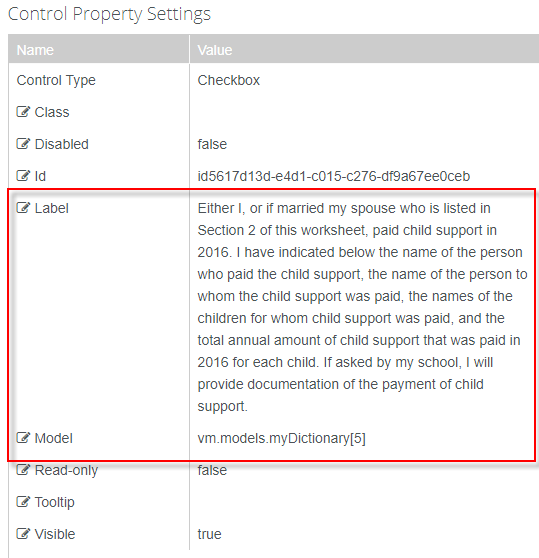 Control Property Settings
Name Value
Control Type Checkbox
Class
Disabled false
Id id5617d13d-e4d1-c015-c276-df9a67ee0ceb
Label Either I, or if married my spouse who is listed in
Section 2 of this worksheet, paid child support in
2016. I have indicated below the name of the person
who paid the child support, the name of the person to
whom the child support was paid, the names of the
children for whom child support was paid, and the
total annual amount of child support that was paid in
2016 for each child. If asked by my school, I will
provide documentation of the payment of child
support.
Model vm.models.myDictionary[5]
Read-only false
Tooltip
Visible true